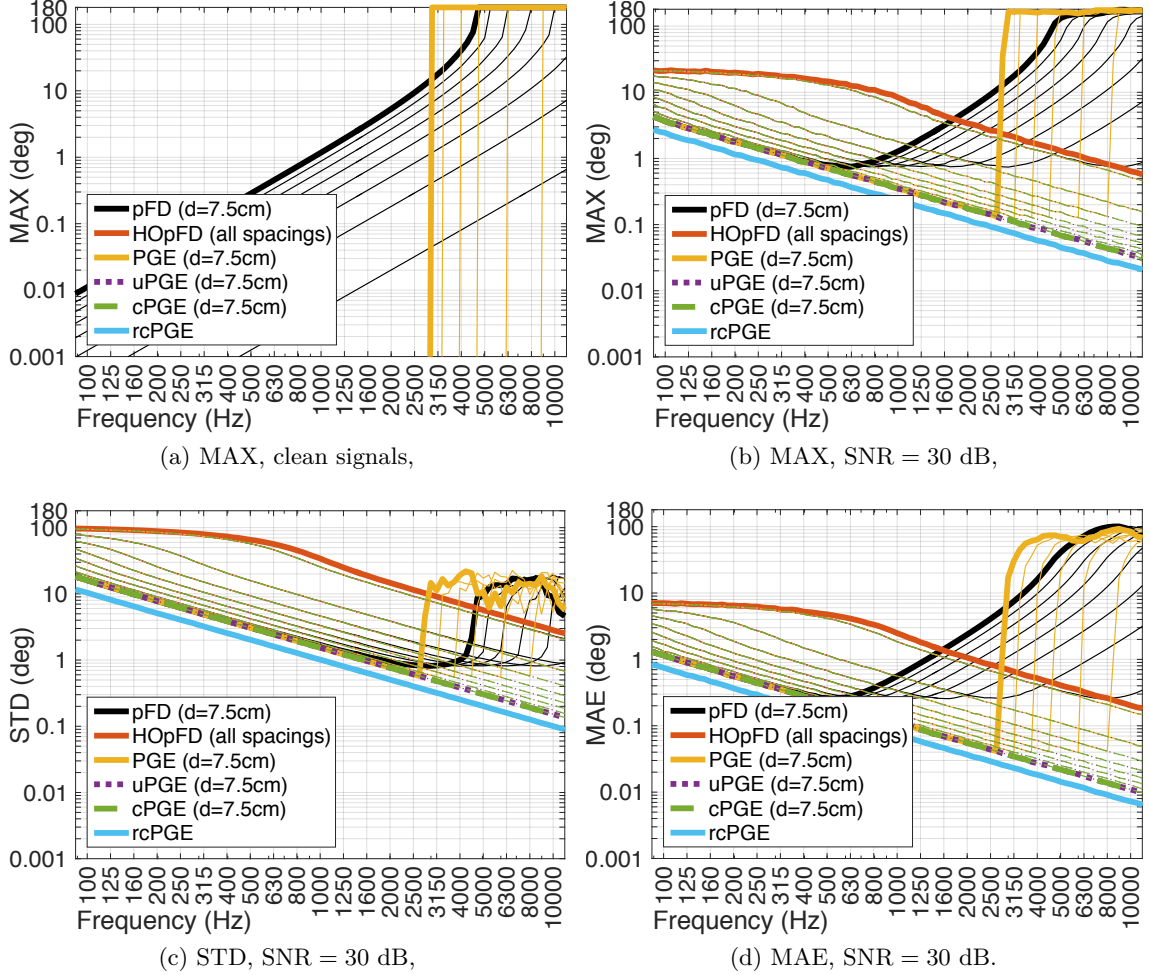 180
100
10
1
0.1
0.01
0.001
MAX (deg)
pFD (d=7.5cm)
HOpFD (all spacings)
PGE (d=7.5cm)
uPGE (d=7.5cm)
cPGE (d=7.5cm)
rcPGE
100 125 160 200 250 315 400 500 630 800 1000 1250 1600 2000 2500 3150 4000 5000 6300 8000 10000
Frequency (Hz)
(a) MAX, clean signals,
180
100
10
1
0.1
0.01
0.001
MAX (deg)
pFD (d=7.5cm)
HOpFD (all spacings)
PGE (d=7.5cm)
uPGE (d=7.5cm)
cPGE (d=7.5cm)
rcPGE
100 125 160 200 250 315 400 500 630 800 1000 1250 1600 2000 2500 3150 4000 5000 6300 8000 10000
Frequency (Hz)
(b) MAX, SNR = 30 dB,
180
100
10
1
0.1
0.01
0.001
STD (deg)
pFD (d=7.5cm)
HOpFD (all spacings)
PGE (d=7.5cm)
uPGE (d=7.5cm)
cPGE (d=7.5cm)
rcPGE
100 125 160 200 250 315 400 500 630 800 1000 1250 1600 2000 2500 3150 4000 5000 6300 8000 10000
Frequency (Hz)
(c) STD, SNR = 30 dB,
180
100
10
1
0.1
0.01
0.001
MAE (deg)
pFD (d=7.5cm)
HOpFD (all spacings)
PGE (d=7.5cm)
uPGE (d=7.5cm)
cPGE (d=7.5cm)
rcPGE
100 125 160 200 250 315 400 500 630 800 1000 1250 1600 2000 2500 3150 4000 5000 6300 8000 10000
Frequency (Hz)
(d) MAE, SNR = 30 dB.